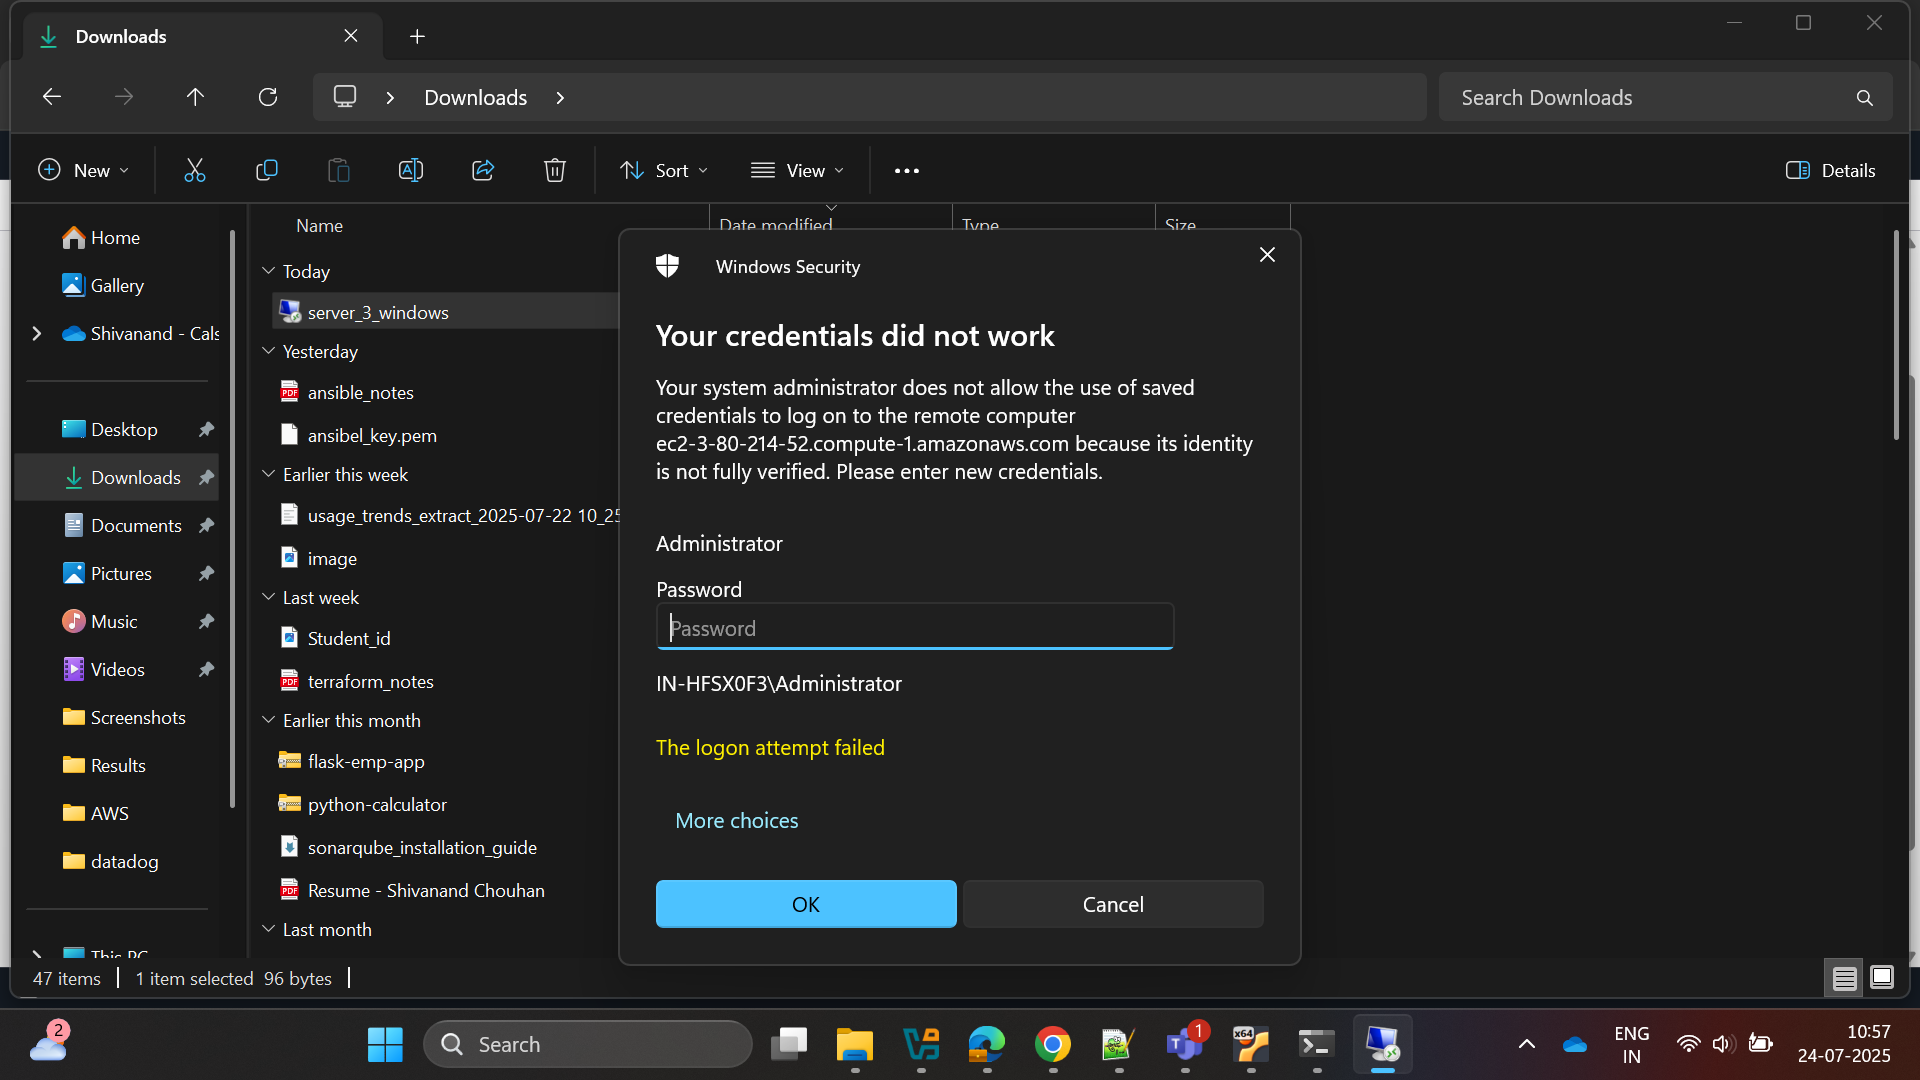 Downloads
Downloads
Search Downloads
New
Sort
View
Details
Home
Gallery
Shivanand - Cals
Desktop
Downloads
Documents
Pictures
Music
Videos
Screenshots
Results
AWS
datadog
This PC
Name
Date modified
Type
Size
Today
server_3_windows
Yesterday
ansible_notes
ansibel_key.pem
Earlier this week
usage_trends_extract_2025-07-22 10_25
image
Last week
Student_id
terraform_notes
Earlier this month
flask-emp-app
python-calculator
sonarqube_installation_guide
Resume - Shivanand Chouhan
Last month
Windows Security
Your credentials did not work
Your system administrator does not allow the use of saved
credentials to log on to the remote computer
ec2-3-80-214-52.compute-1.amazonaws.com because its identity
is not fully verified. Please enter new credentials.
Administrator
Password
Password
IN-HFSX0F3\Administrator
The logon attempt failed
More choices
OK
Cancel
47 items
1 item selected 96 bytes
2
Search
1
x64
ENG
IN
10:57
24-07-2025